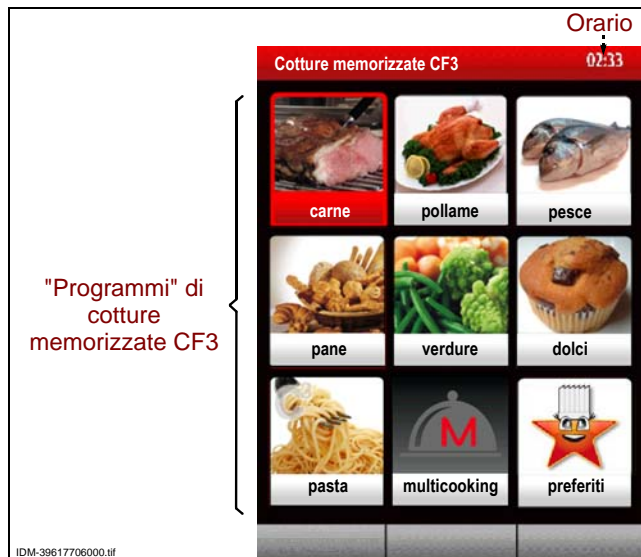 Orario
Cotture memorizzate CF3
02:33
carne
pollame
pesce
"Programmi" di
cotture
memorizzate CF3
pane
verdure
dolci
M
pasta
multicooking
preferiti
IDM-39617706000.tif